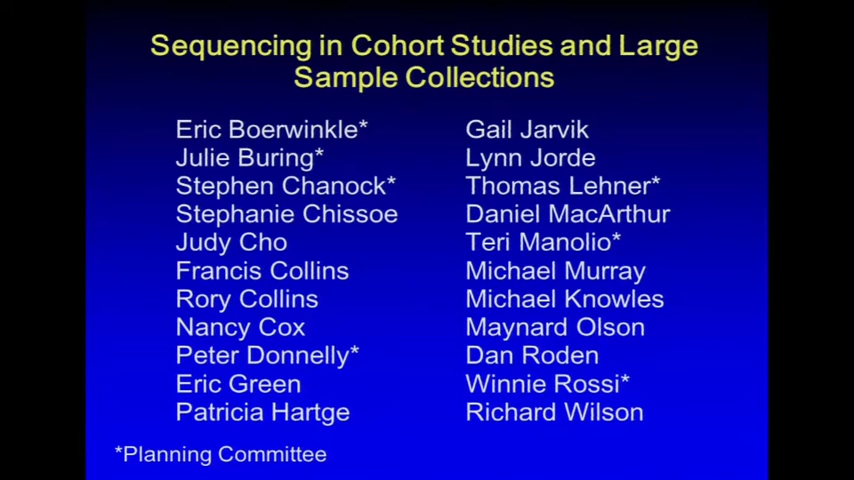 Sequencing in Cohort Studies and Large
Sample Collections
Eric Boerwinkle*
Julie Buring*
Stephen Chanock*
Stephanie Chissoe
Judy Cho
Francis Collins
Rory Collins
Nancy Cox
Peter Donnelly*
Eric Green
Patricia Hartge
Gail Jarvik
Lynn Jorde
Thomas Lehner*
Daniel MacArthur
Teri Manolio*
Michael Murray
Michael Knowles
Maynard Olson
Dan Roden
Winnie Rossi*
Richard Wilson
*Planning Committee